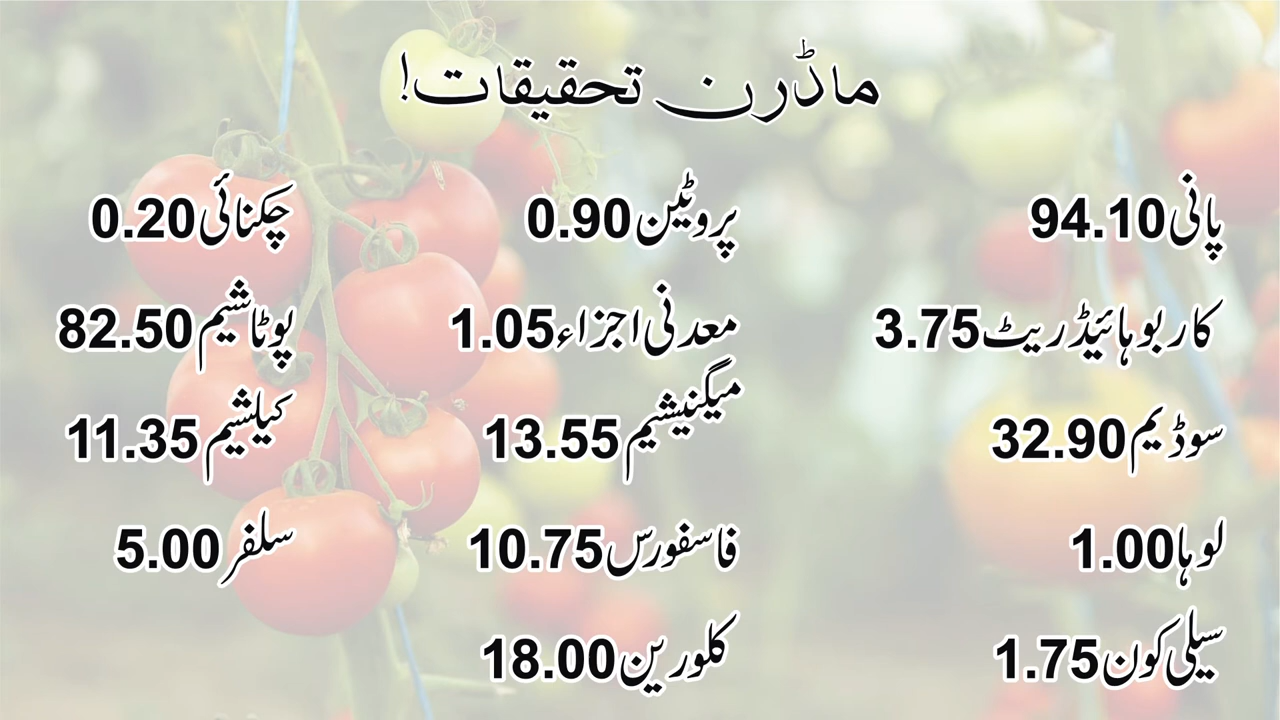 ماڈرن تحقیقات!
پانی 94.10 پروٹین 0.90 چکنائی 0.20
کاربوہائیڈریٹ 3.75 معدنی اجزاء 1.05 پوٹاشیم 82.50
سوڈیم 32.90 میگنیشیم 13.55 کیلشیم 11.35
لوہا 1.00 فاسفورس 10.75 سلفر 5.00
سیلی کون 1.75 کلورین 18.00